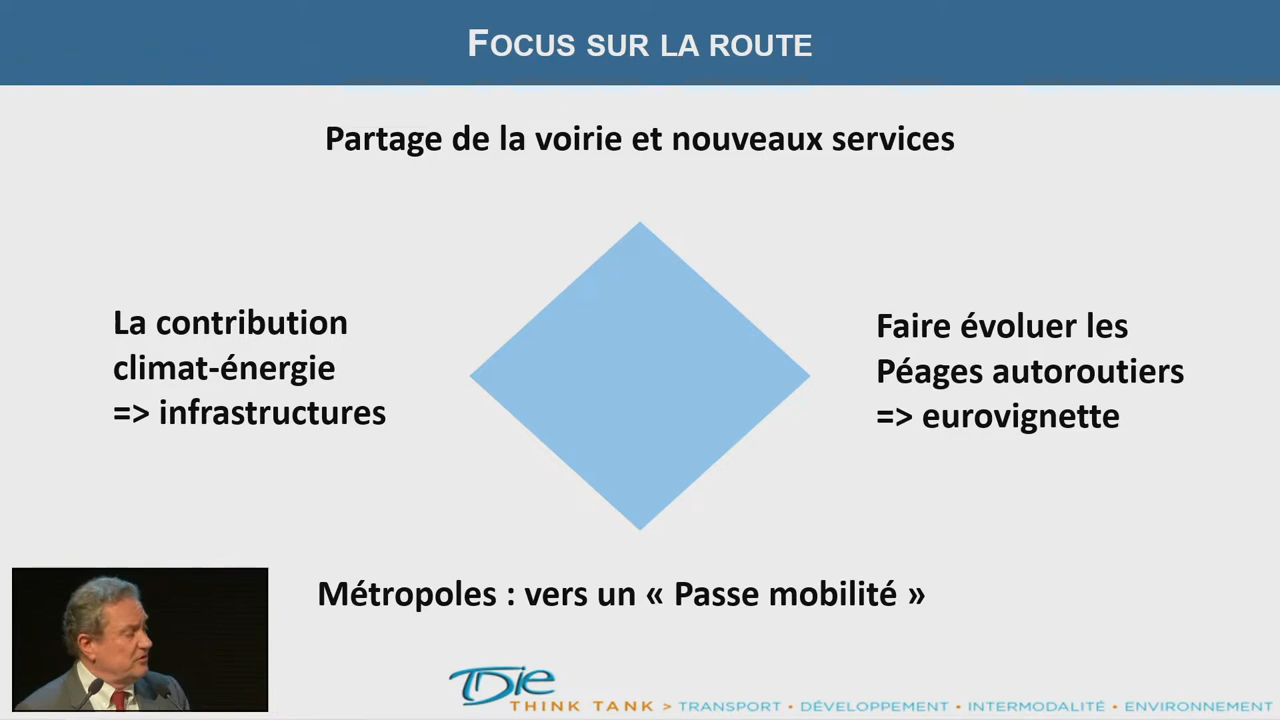 FOCUS SUR LA ROUTE
Partage de la voirie et nouveaux services
La contribution
climat-énergie
=> infrastructures
Faire évoluer les
Péages autoroutiers
=> eurovignette
Métropoles : vers un « Passe mobilité »
TDie
THINK TANK > TRANSPORT • DÉVELOPPEMENT • INTERMODALITÉ • ENVIRONNEMENT